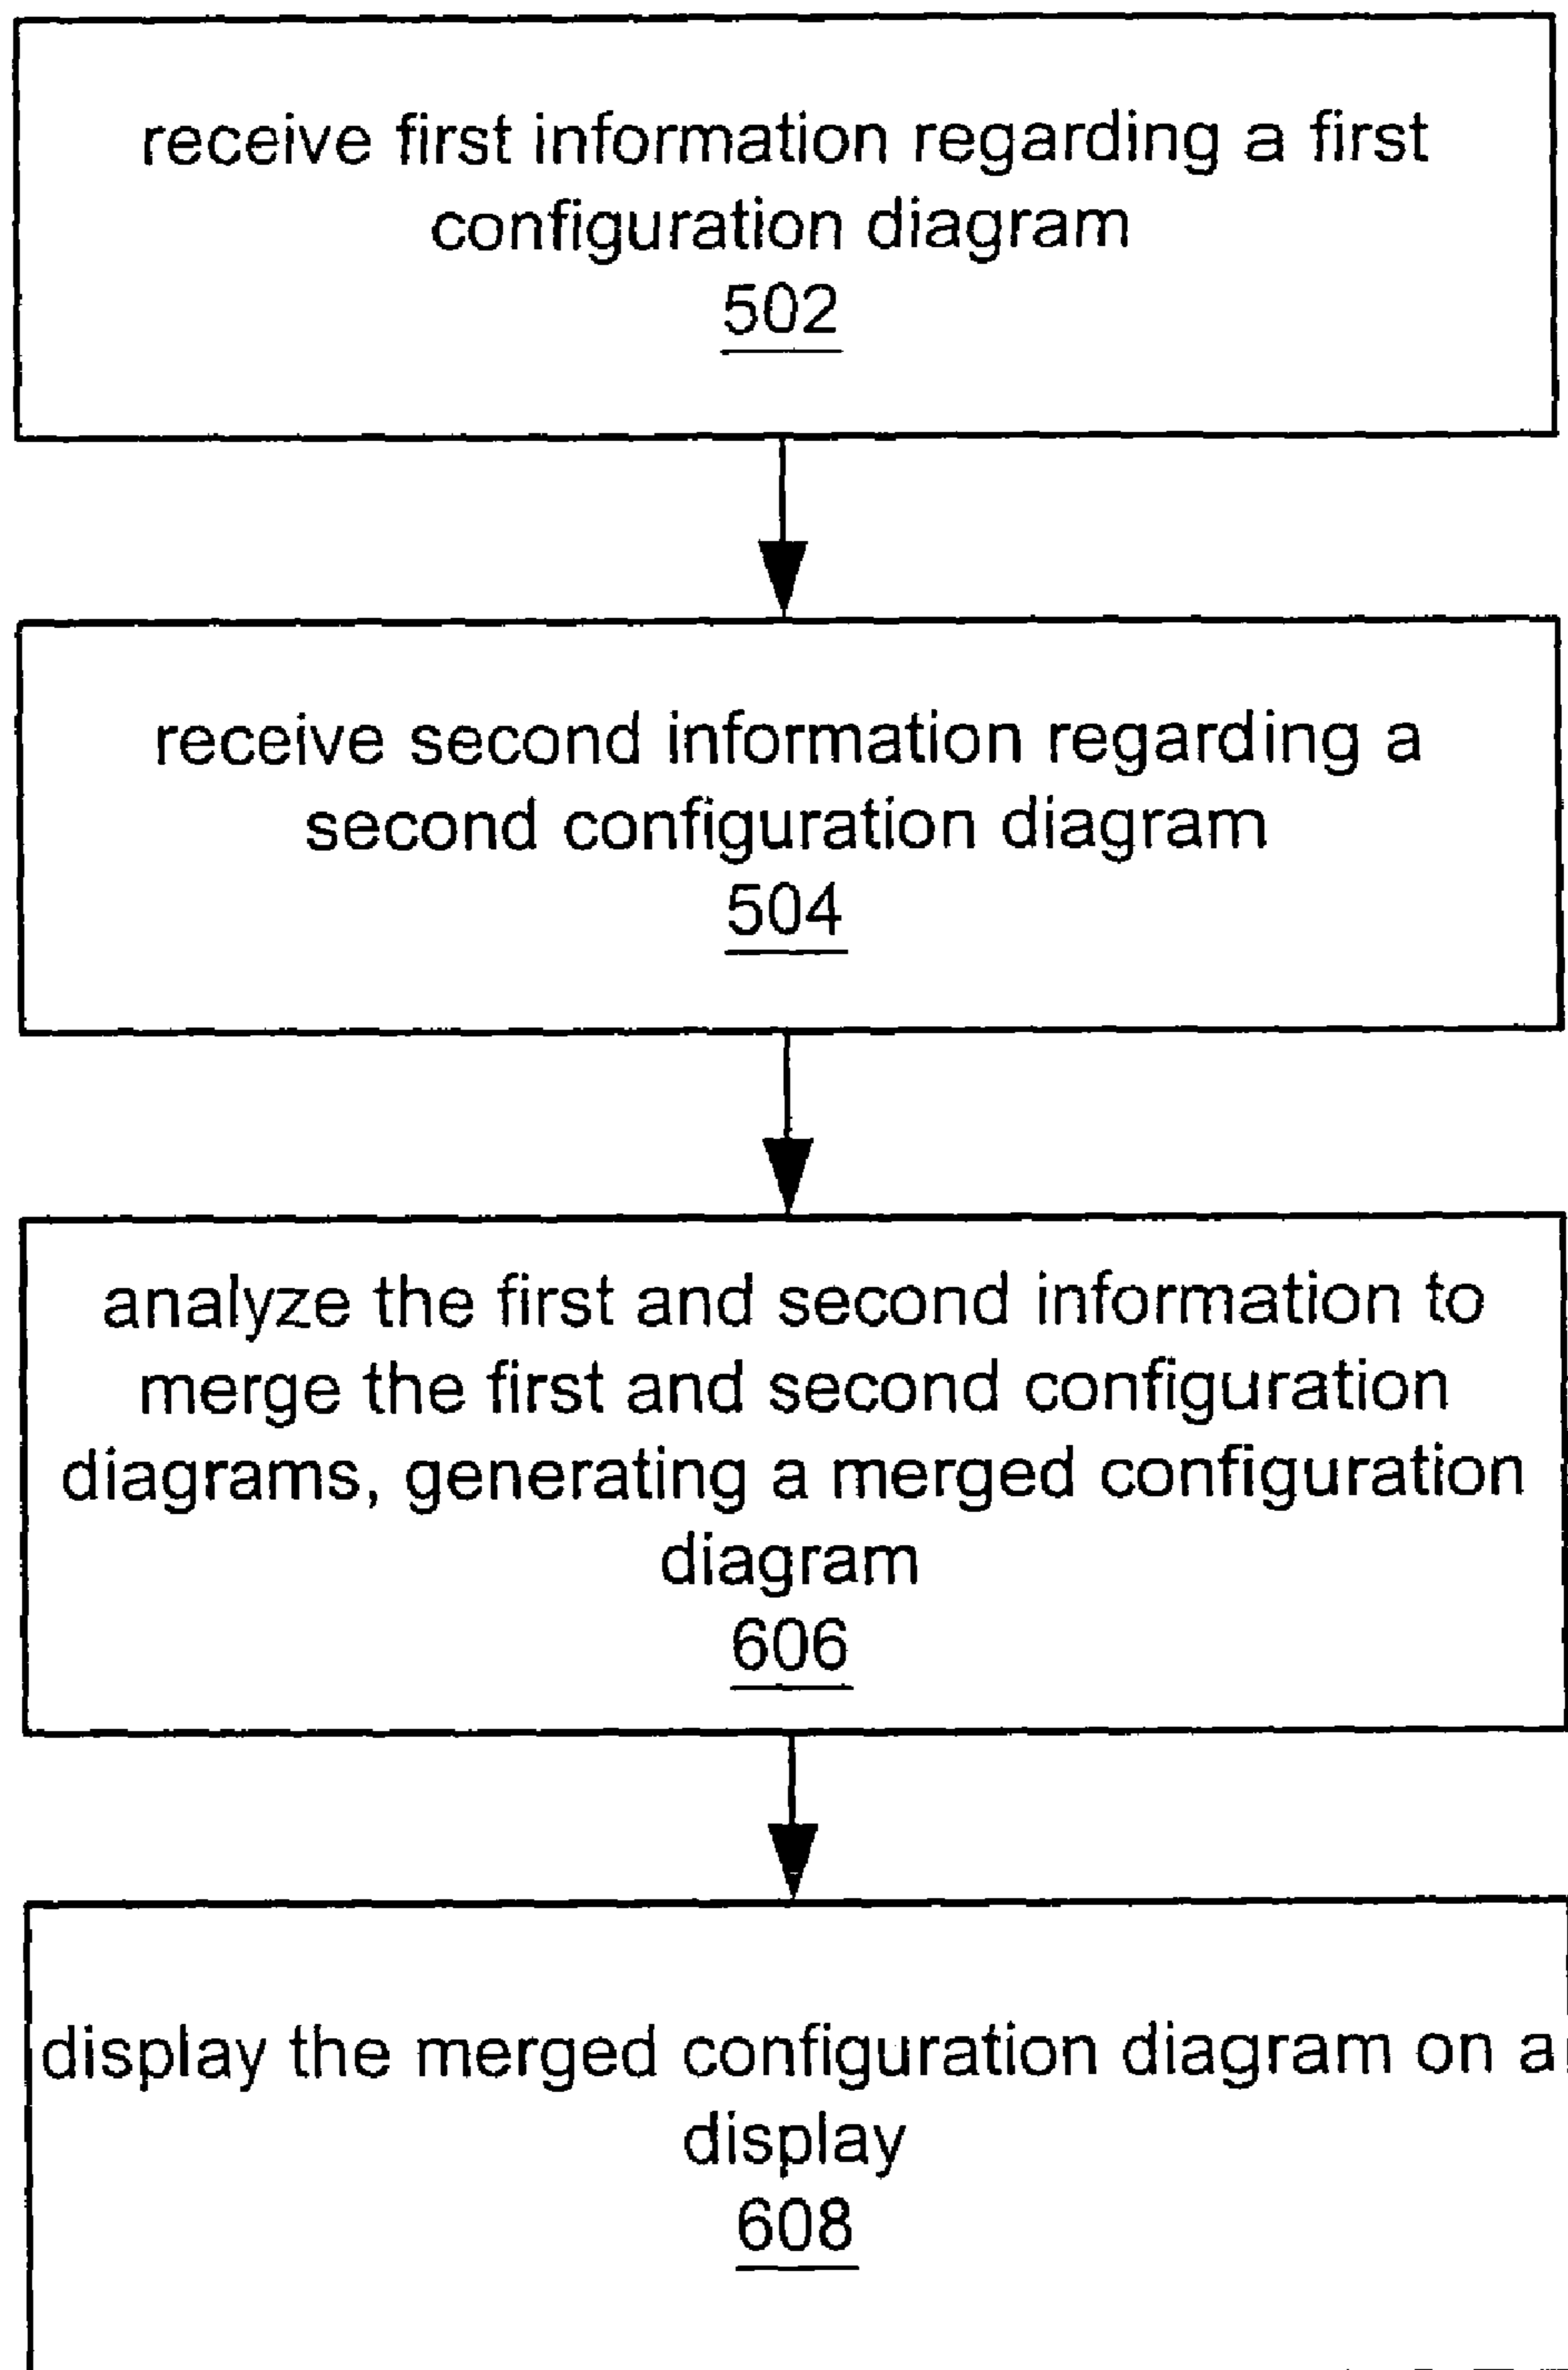 receive first information regarding a first
configuration diagram
502
receive second information regarding a
second configuration diagram
504
analyze the first and second information to
merge the first and second configuration
diagrams, generating a merged configuration
diagram
606
display the merged configuration diagram on a
display
608